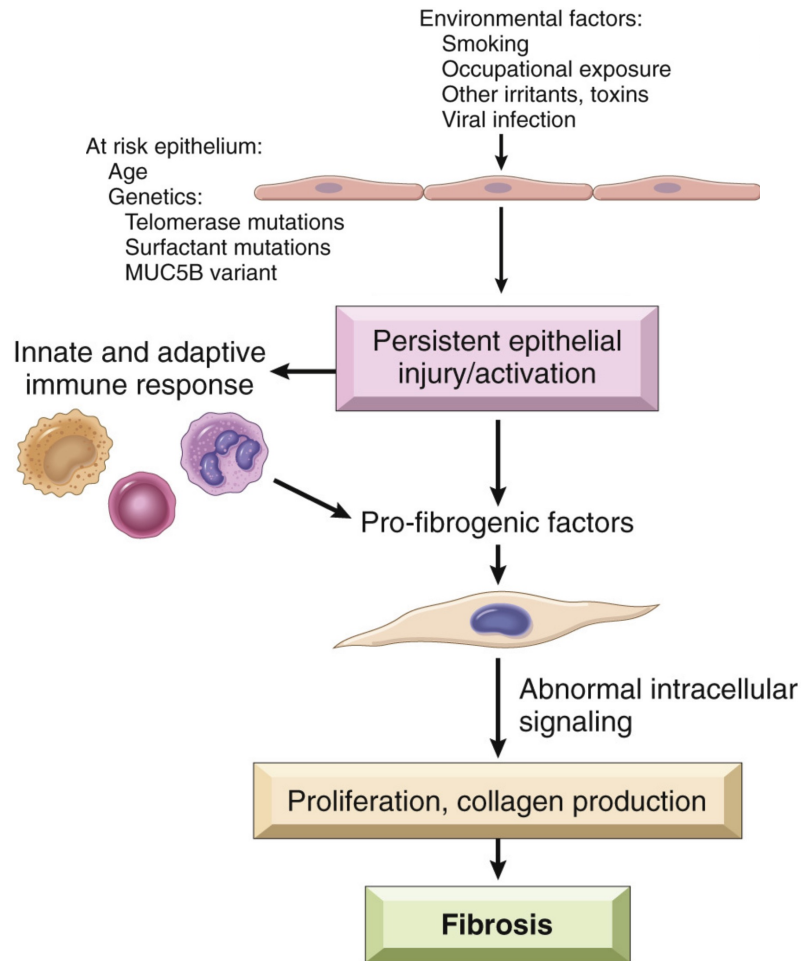 Environmental factors:
Smoking
Occupational exposure
Other irritants, toxins
Viral infection
At risk epithelium:
Age
Genetics:
Telomerase mutations
Surfactant mutations
MUC5B variant
Persistent epithelial
injury/activation
Innate and adaptive
immune response
Pro-fibrogenic factors
Abnormal intracellular
signaling
Proliferation, collagen production
Fibrosis